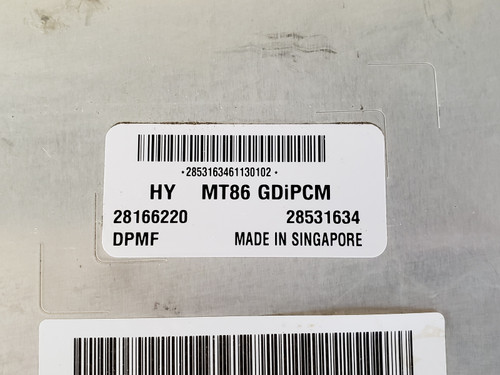 •2853163461130102•
HY MT86 GDiPCM
28166220 28531634
DPMF MADE IN SINGAPORE